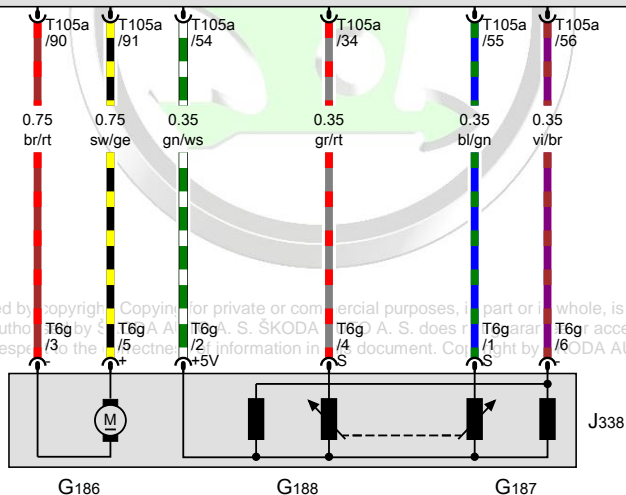 T105a T105a T105a T105a T105a T105a
/90 /91 /54 /34 /55 /56
0.75 0.75 0.35 0.35 0.35 0.35
br/rt sw/ge gn/ws gr/rt bl/gn vi/br
T6g T6g T6g T6g T6g T6g
/3 /5 /2 /4 /1 /6
- + +5V S S -
M
J338
G186 G188 G187